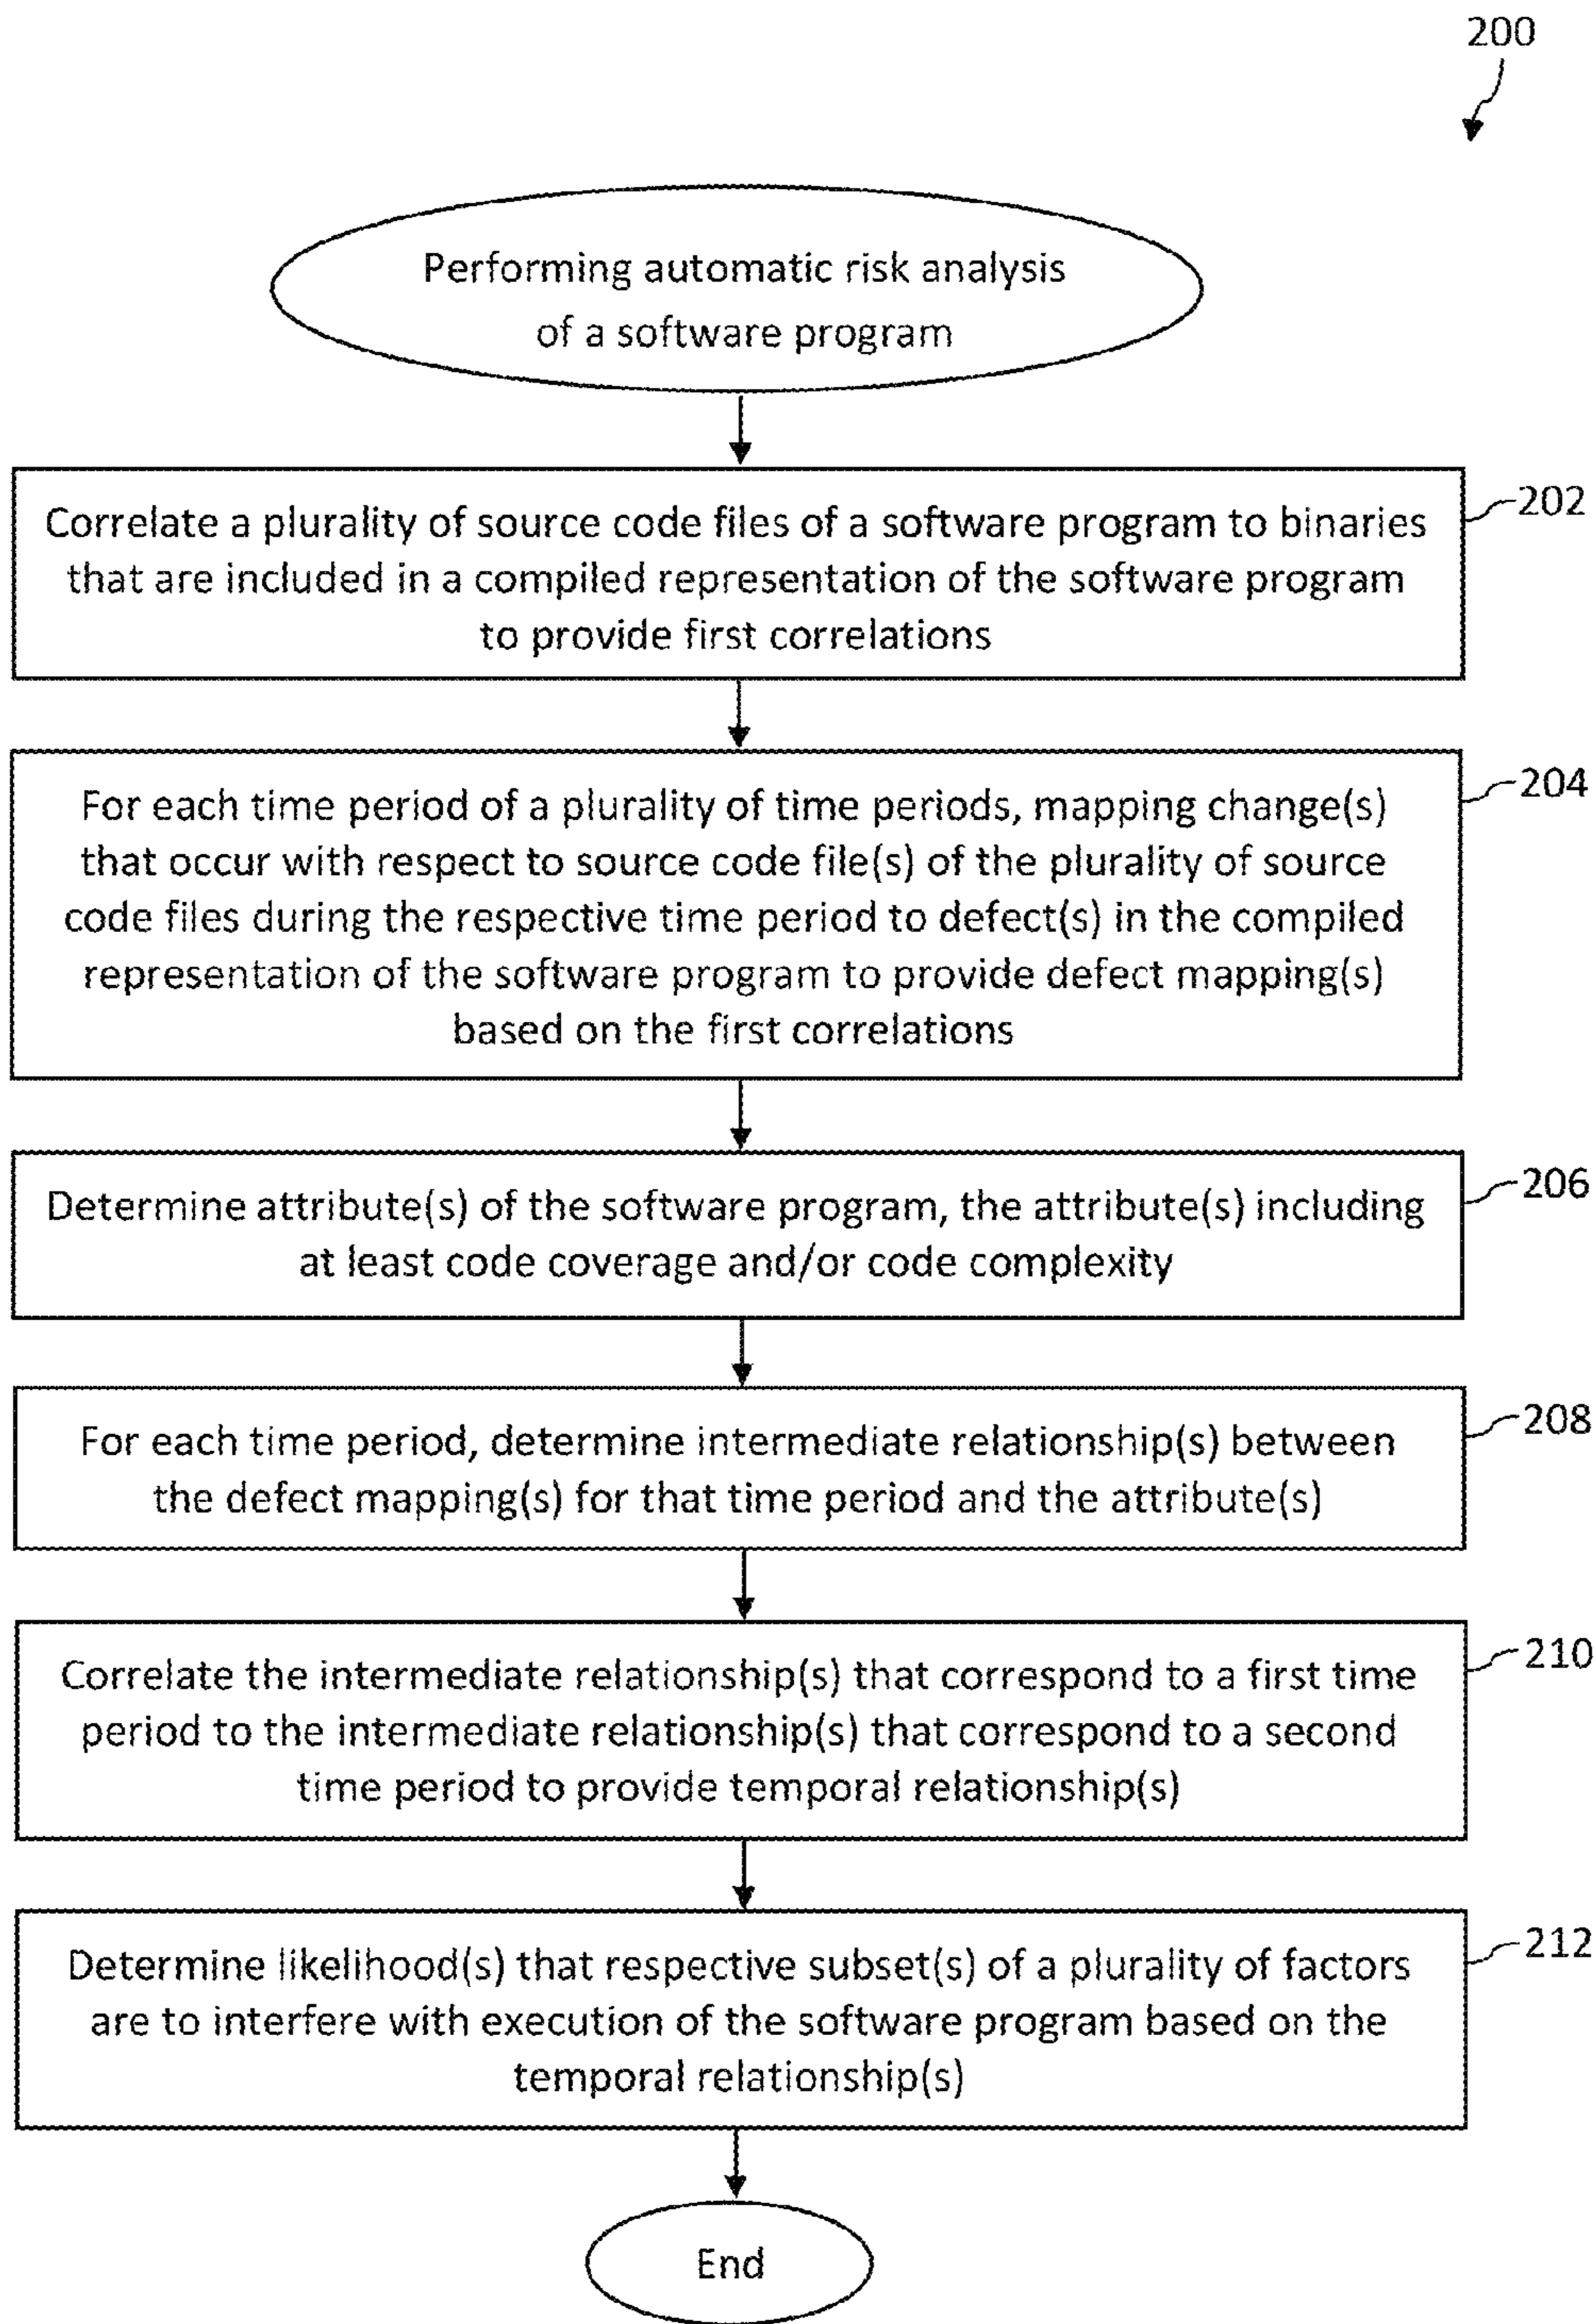 200
Performing automatic risk analysis
of a software program
202
Correlate a plurality of source code files of a software program to binaries
that are included in a compiled representation of the software program
to provide first correlations
204
For each time period of a plurality of time periods, mapping change(s)
that occur with respect to source code file(s) of the plurality of source
code files during the respective time period to defect(s) in the compiled
representation of the software program to provide defect mapping(s)
based on the first correlations
206
Determine attribute(s) of the software program, the attribute(s) including
at least code coverage and/or code complexity
208
For each time period, determine intermediate relationship(s) between
the defect mapping(s) for that time period and the attribute(s)
210
Correlate the intermediate relationship(s) that correspond to a first time
period to the intermediate relationship(s) that correspond to a second
time period to provide temporal relationship(s)
212
Determine likelihood(s) that respective subset(s) of a plurality of factors
are to interfere with execution of the software program based on the
temporal relationship(s)
End